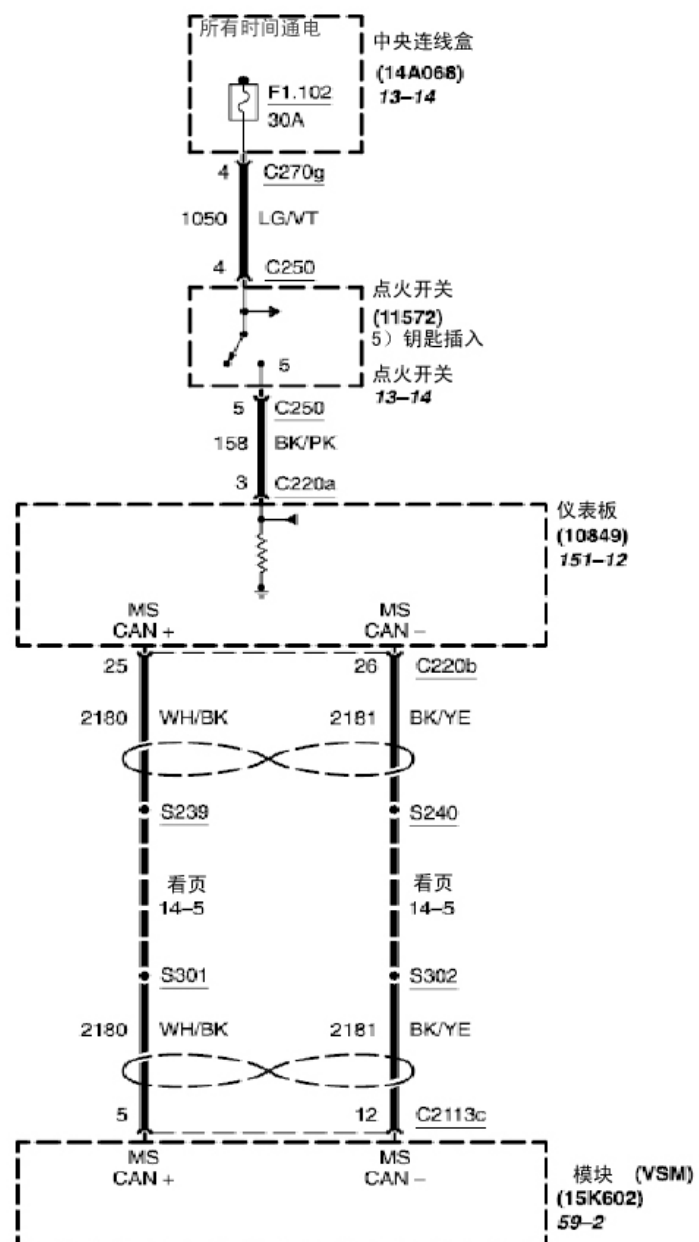 所有时间通电
中央连线盒
(14A068)
13–14
F1.102
30A
4 C270g
1050 LG/VT
4 C250
点火开关
(11572)
5）钥匙插入
5
点火开关
13–14
5 C250
158 BK/PK
3 C220a
仪表板
(10849)
151–12
MS MS
CAN + CAN –
25 26 C220b
2180 WH/BK 2181 BK/YE
S239 S240
看页 看页
14–5 14–5
S301 S302
2180 WH/BK 2181 BK/YE
5 12 C2113c
MS MS
CAN + CAN –
模块 (VSM)
(15K602)
59–2